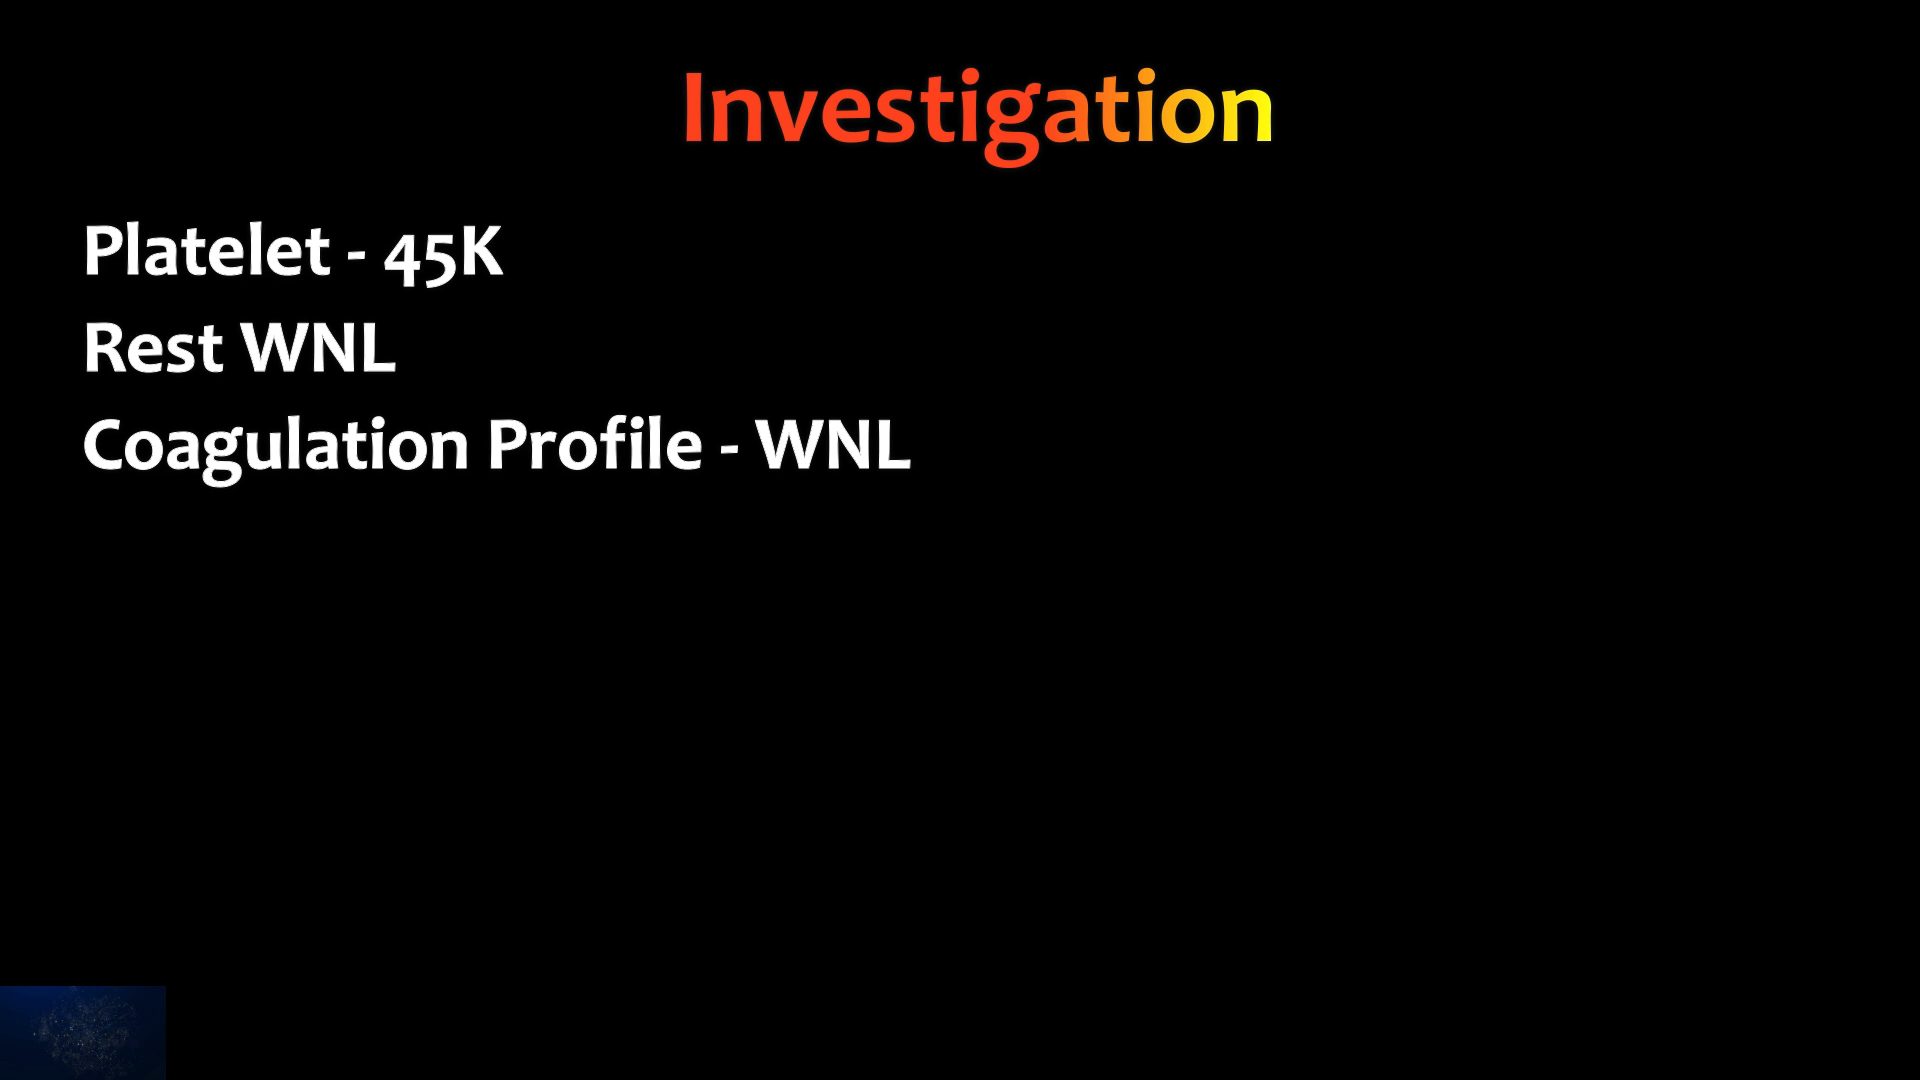 Investigation
Platelet - 45K
Rest WNL
Coagulation Profile - WNL